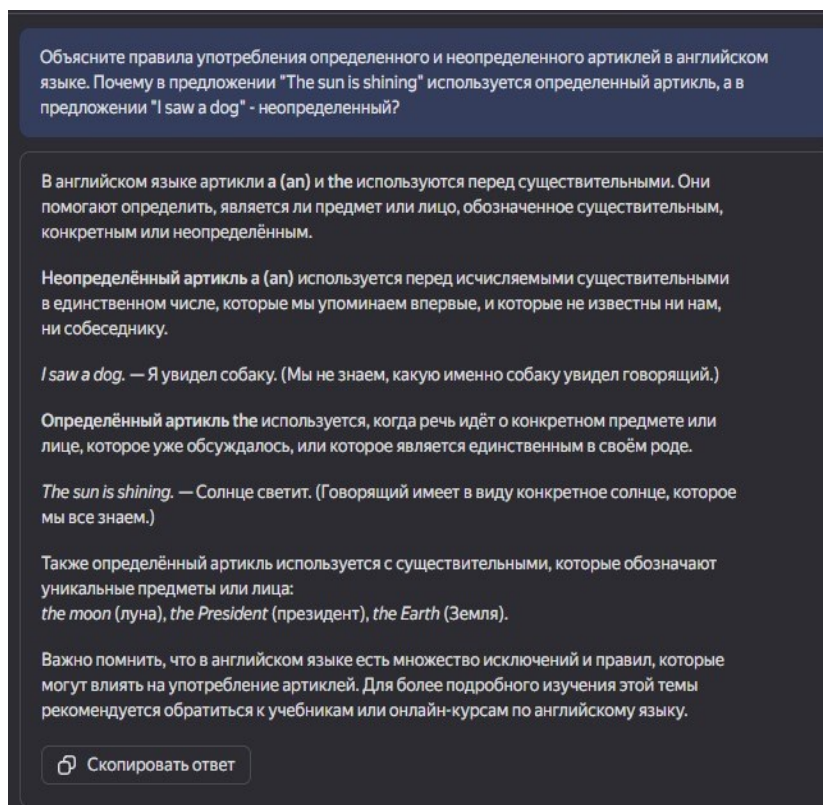 Объясните правила употребления определенного и неопределенного артиклей в английском
языке. Почему в предложении "The sun is shining" используется определенный артикль, а в
предложении "I saw a dog" - неопределенный?
В английском языке артикли a (an) и the используются перед существительными. Они
помогают определить, является ли предмет или лицо, обозначенное существительным,
конкретным или неопределённым.
Неопределённый артикль a (an) используется перед исчисляемыми существительными
в единственном числе, которые мы упоминаем впервые, и которые не известны ни нам,
ни собеседнику.
I saw a dog. — Я увидел собаку. (Мы не знаем, какую именно собаку увидел говорящий.)
Определённый артикль the используется, когда речь идёт о конкретном предмете или
лице, которое уже обсуждалось, или которое является единственным в своём роде.
The sun is shining. — Солнце светит. (Говорящий имеет в виду конкретное солнце, которое
мы все знаем.)
Также определённый артикль используется с существительными, которые обозначают
уникальные предметы или лица:
the moon (луна), the President (президент), the Earth (Земля).
Важно помнить, что в английском языке есть множество исключений и правил, которые
могут влиять на употребление артиклей. Для более подробного изучения этой темы
рекомендуется обратиться к учебникам или онлайн-курсам по английскому языку.
Скопировать ответ